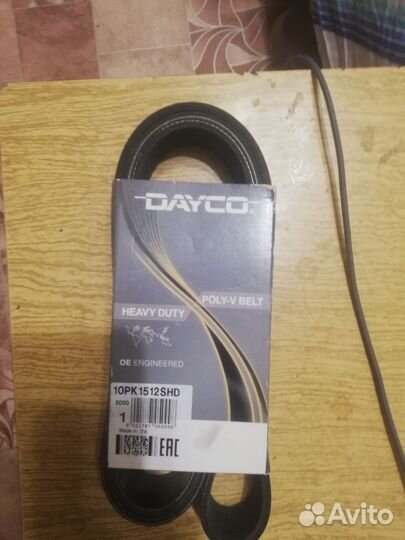 DAYCO
POLY-V BELT
HEAVY DUTY
OE ENGINEERED
10PK1512SHD
2020
1
Made in ITA
EAC
Avito